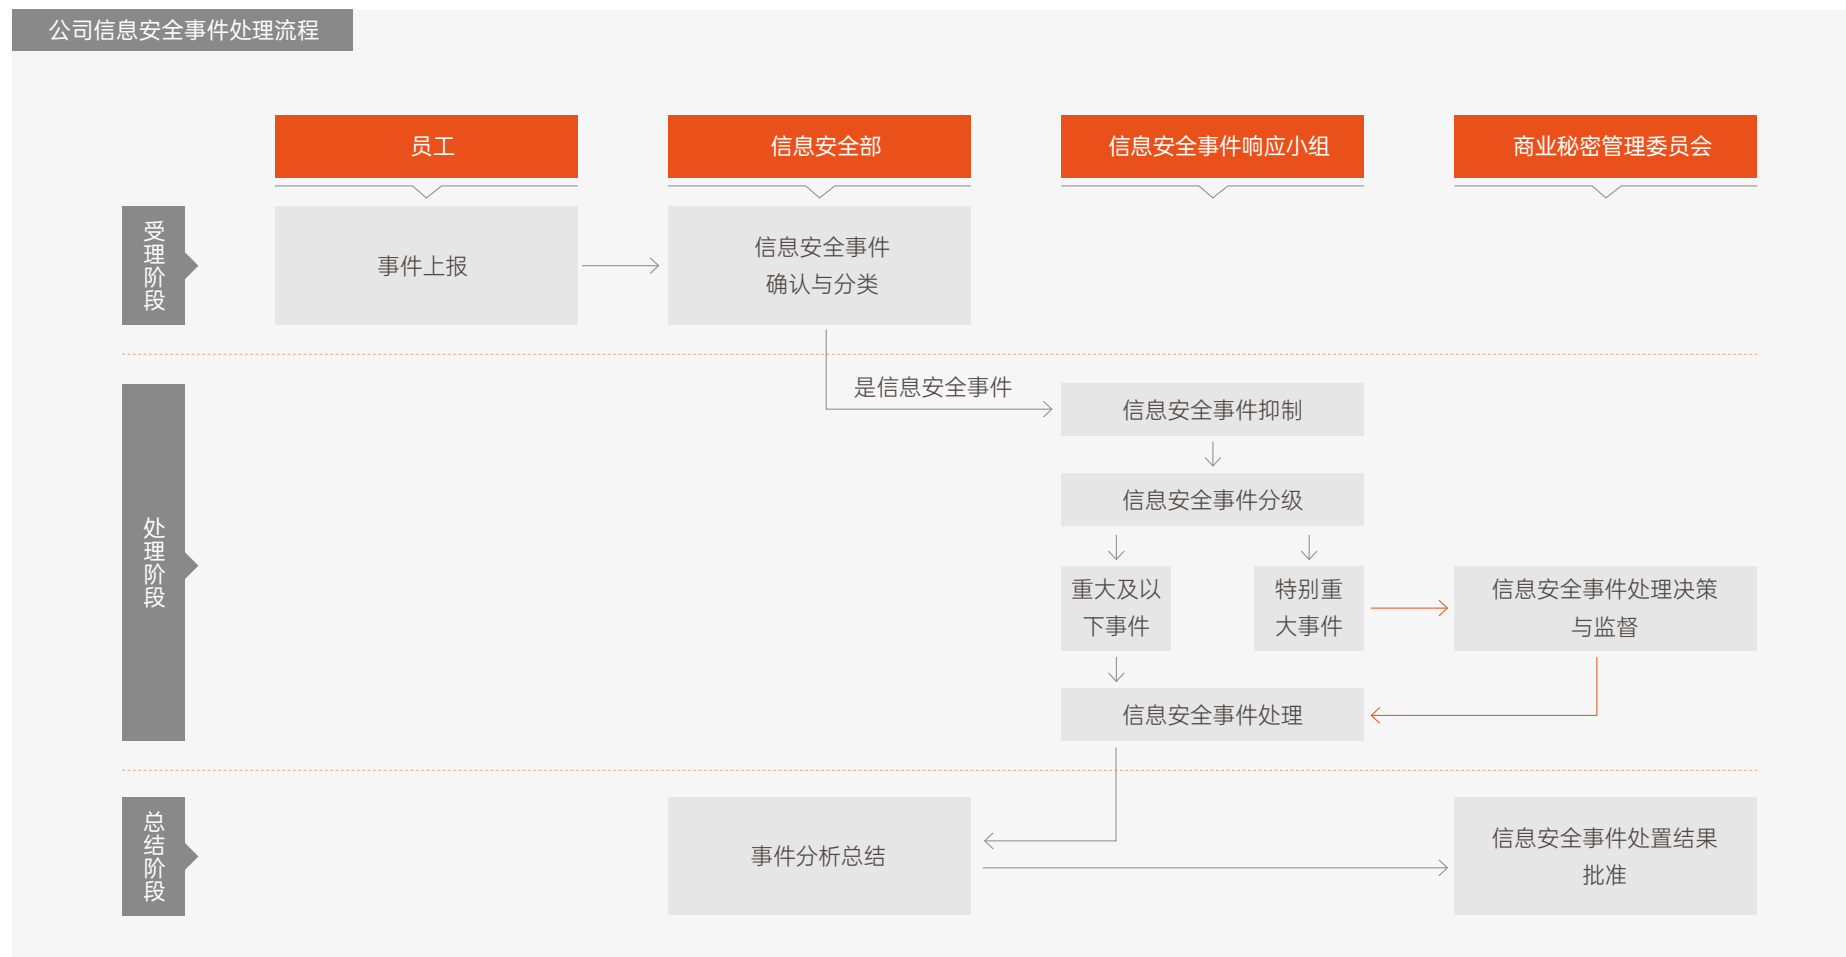 公司信息安全事件处理流程
员工
信息安全部
信息安全事件响应小组
商业秘密管理委员会
受理阶段
事件上报
信息安全事件
确认与分类
是信息安全事件
处理阶段
信息安全事件抑制
信息安全事件分级
重大及以
下事件
特别重
大事件
信息安全事件处理决策
与监督
信息安全事件处理
总结阶段
事件分析总结
信息安全事件处置结果
批准